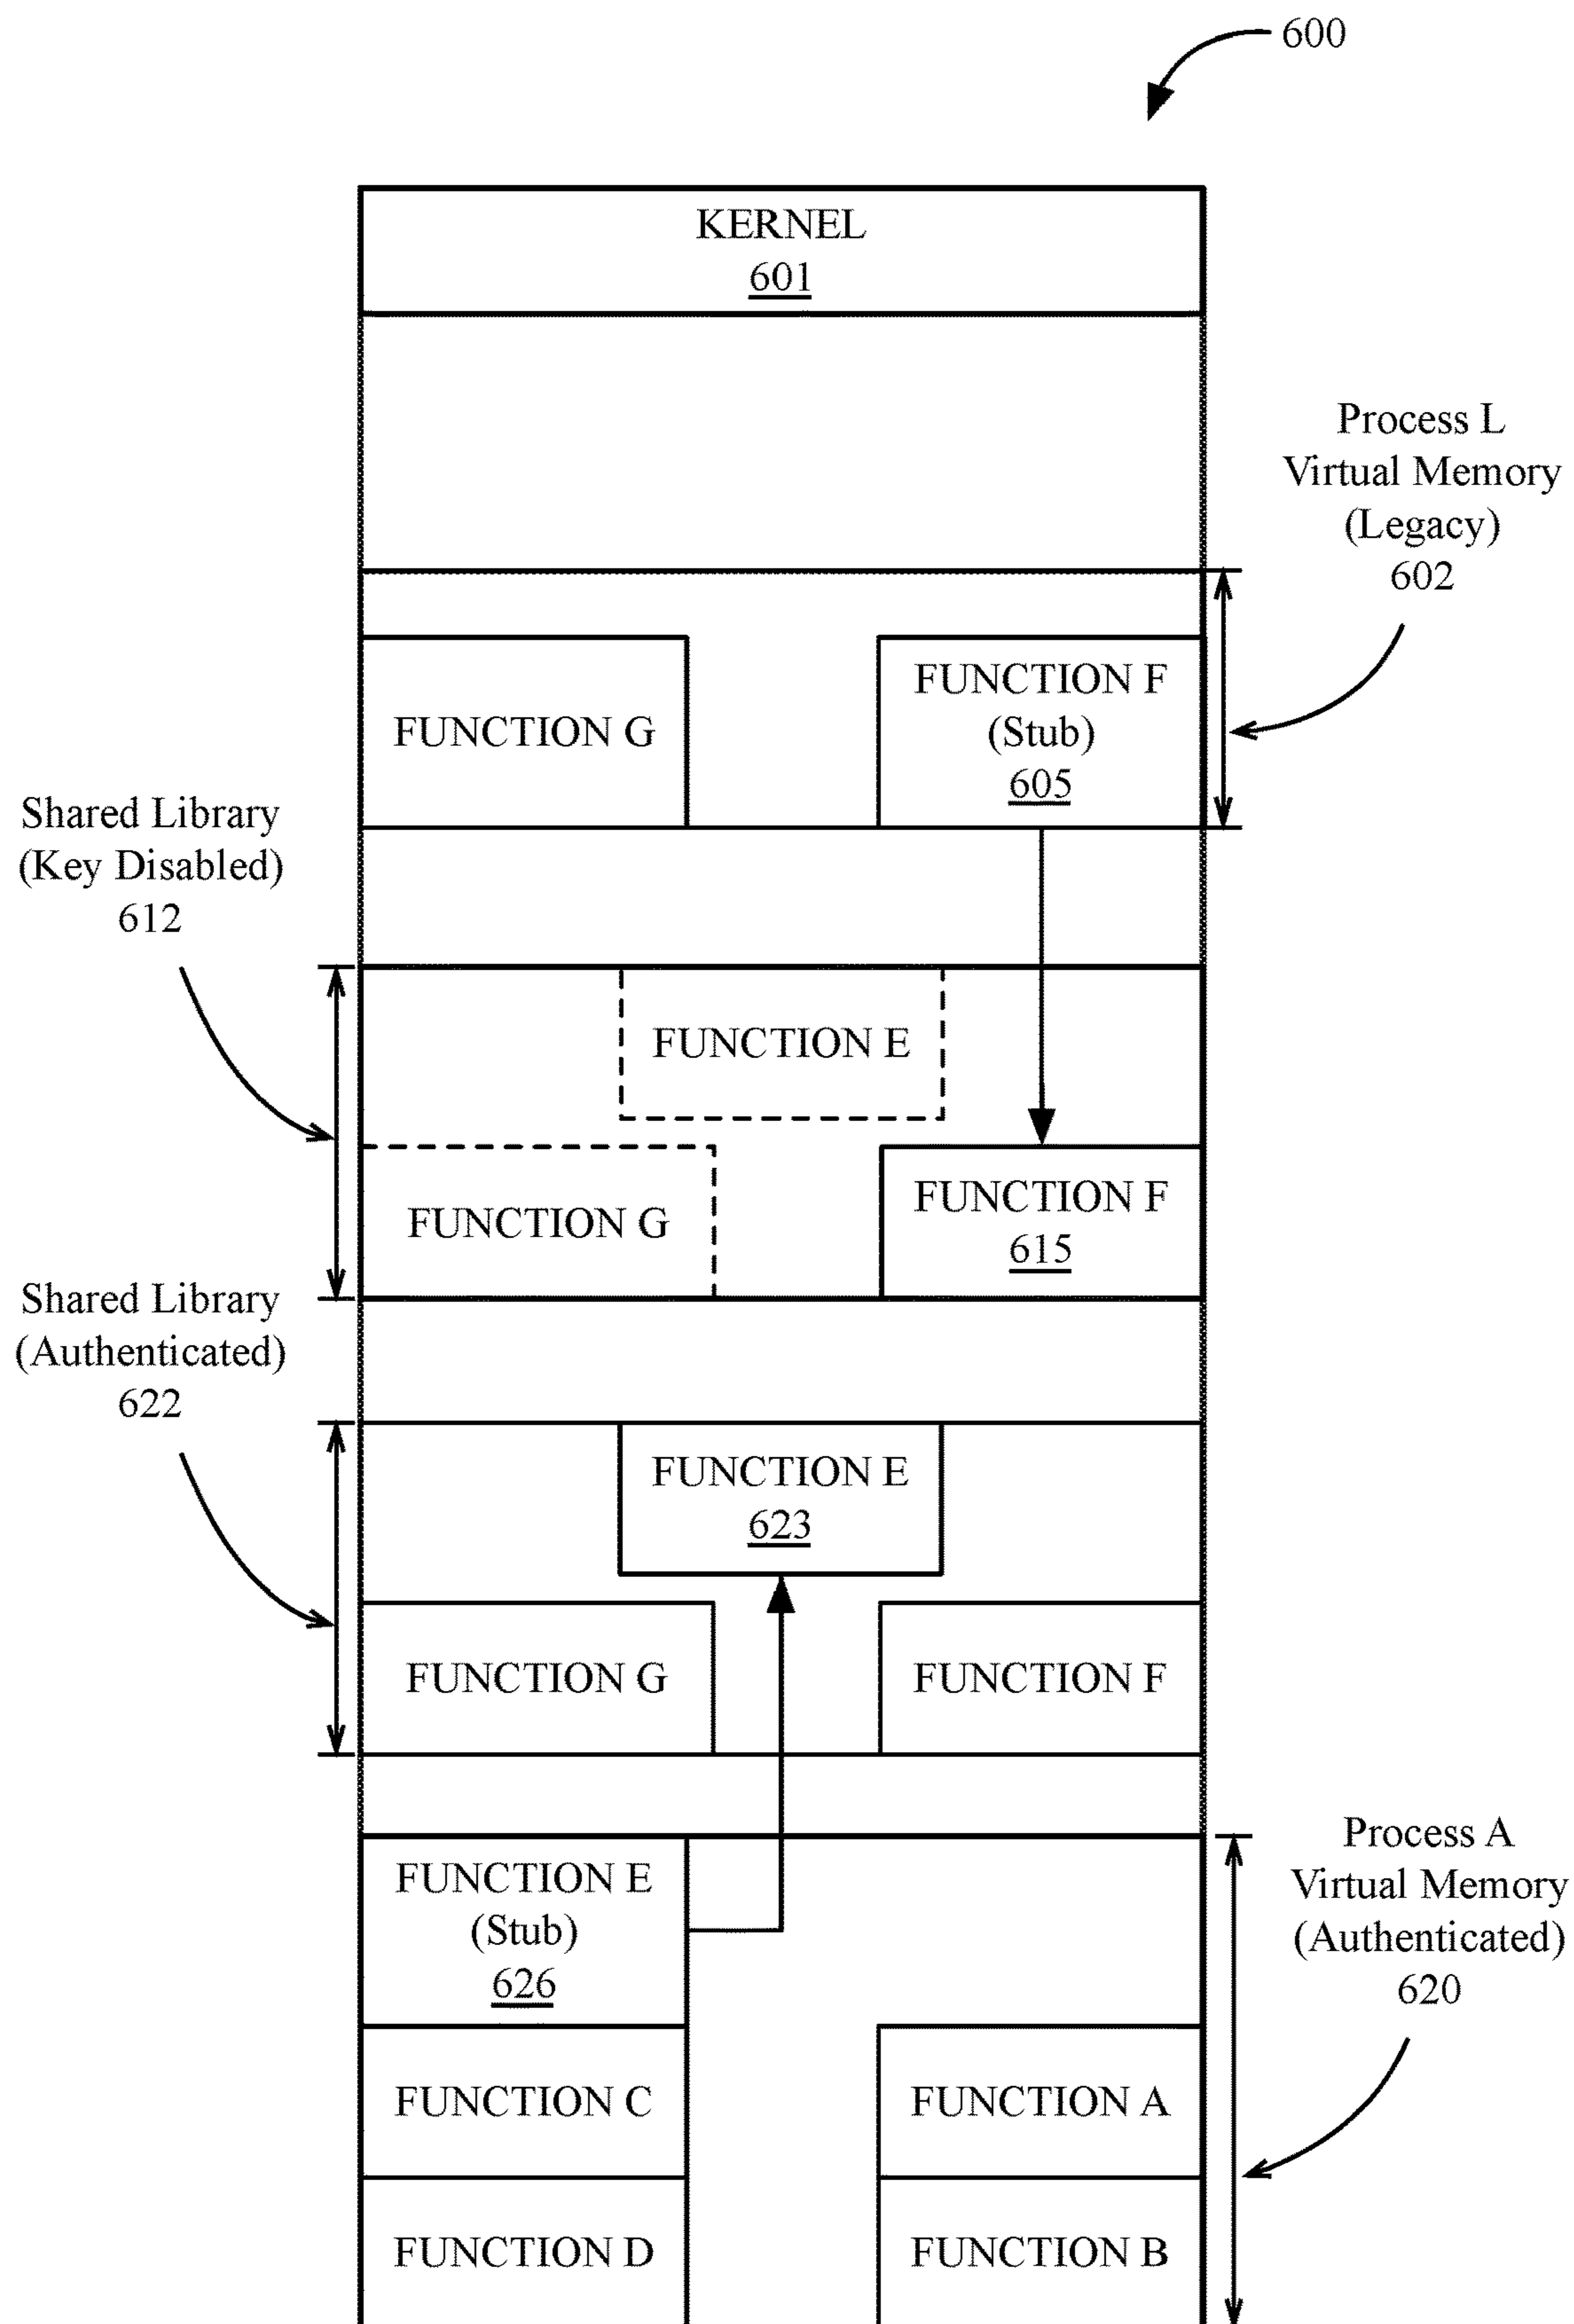 600
KERNEL
601
Process L
Virtual Memory
(Legacy)
602
FUNCTION G
FUNCTION F
(Stub)
605
Shared Library
(Key Disabled)
612
FUNCTION E
FUNCTION G
FUNCTION F
615
Shared Library
(Authenticated)
622
FUNCTION E
623
FUNCTION G
FUNCTION F
Process A
Virtual Memory
(Authenticated)
620
FUNCTION E
(Stub)
626
FUNCTION C
FUNCTION A
FUNCTION D
FUNCTION B